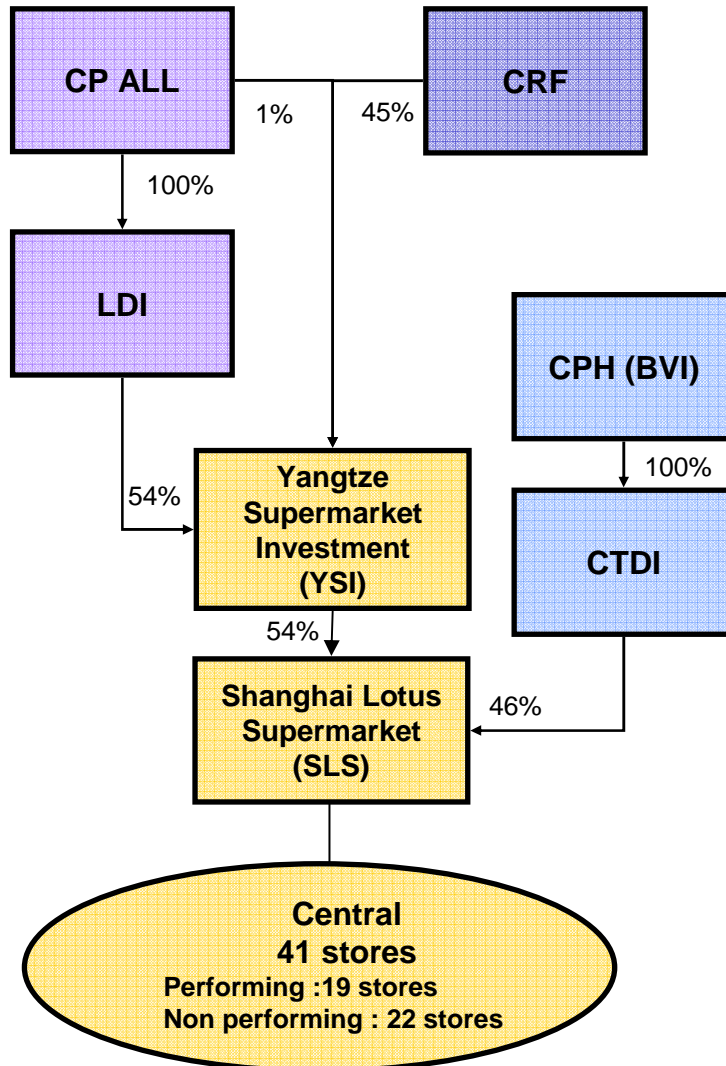 CP ALL
CRF
1%
45%
100%
LDI
CPH (BVI)
100%
54%
Yangtze
Supermarket
Investment
(YSI)
CTDI
54%
Shanghai Lotus
Supermarket
(SLS)
46%
Central
41 stores
Performing :19 stores
Non performing : 22 stores